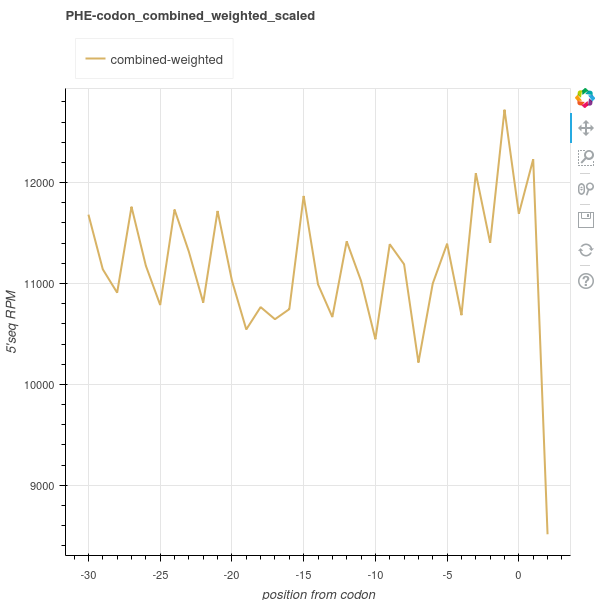 PHE-codon_combined_weighted_scaled
combined-weighted
12000
11000
10000
9000
5'seq RPM
-30
-25
-20
-15
-10
-5
0
position from codon